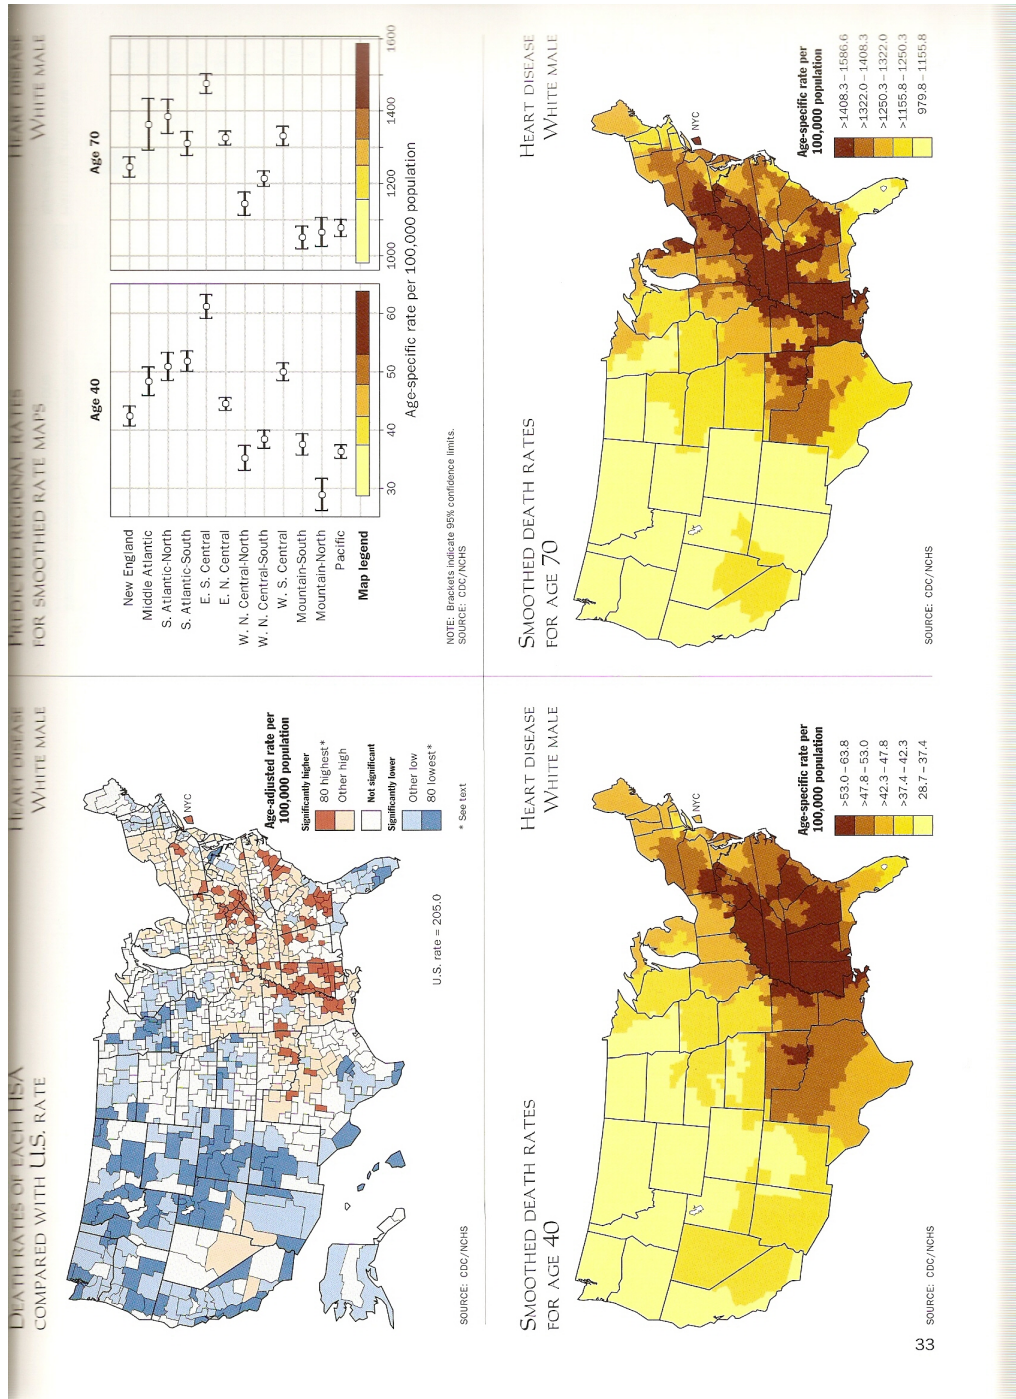 DEATH RATES OF EACH HSA
COMPARED WITH U.S. RATE
HEART DISEASE
WHITE MALE
NYC
Age-adjusted rate per
100,000 population
Significantly higher
80 highest*
Other high
Not significant
Significantly lower
Other low
80 lowest*
* See text
U.S. rate = 205.0
SOURCE: CDC/NCHS
PREDICTED REGIONAL RATES
FOR SMOOTHED RATE MAPS
HEART DISEASE
WHITE MALE
Age 40
Age 70
New England
Middle Atlantic
S. Atlantic-North
S. Atlantic-South
E. S. Central
E. N. Central
W. N. Central-North
W. N. Central-South
W. S. Central
Mountain-South
Mountain-North
Pacific
Map legend
30 40 50 60
1000 1200 1400 1600
Age-specific rate per 100,000 population
NOTE: Brackets indicate 95% confidence limits.
SOURCE: CDC/NCHS
SMOOTHED DEATH RATES
FOR AGE 40
HEART DISEASE
WHITE MALE
NYC
Age-specific rate per
100,000 population
>53.0 – 63.8
>47.8 – 53.0
>42.3 – 47.8
>37.4 – 42.3
28.7 – 37.4
SOURCE: CDC/NCHS
SMOOTHED DEATH RATES
FOR AGE 70
HEART DISEASE
WHITE MALE
NYC
Age-specific rate per
100,000 population
>1408.3 – 1586.6
>1322.0 – 1408.3
>1250.3 – 1322.0
>1155.8 – 1250.3
979.8 – 1155.8
SOURCE: CDC/NCHS
33